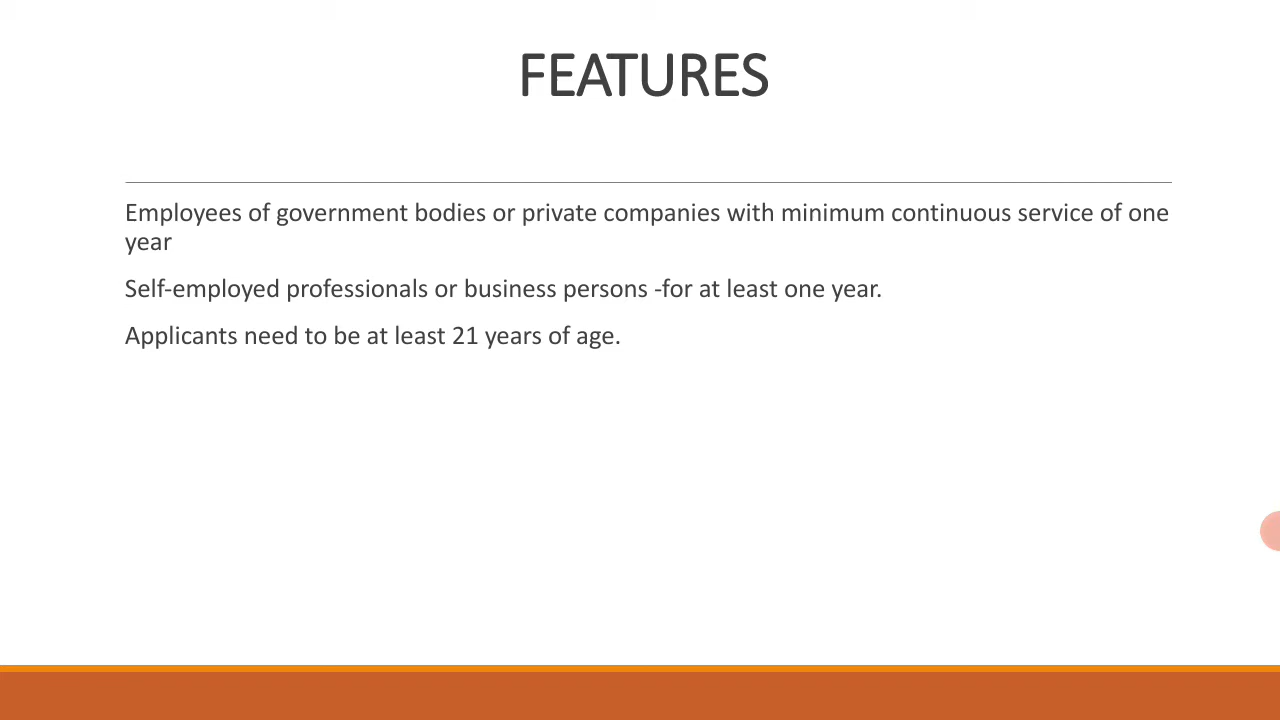 FEATURES
Employees of government bodies or private companies with minimum continuous service of one
year
Self-employed professionals or business persons -for at least one year.
Applicants need to be at least 21 years of age.